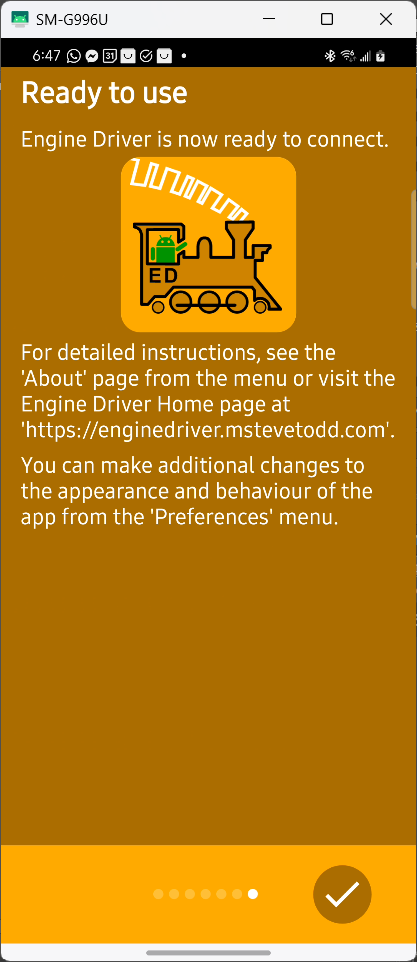 SM-G996U
6:47
31
Ready to use
Engine Driver is now ready to connect.
ED
For detailed instructions, see the
'About' page from the menu or visit the
Engine Driver Home page at
'https://enginedriver.mstevetodd.com'.
You can make additional changes to
the appearance and behaviour of the
app from the 'Preferences' menu.